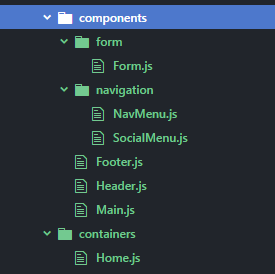 components
form
Form.js
navigation
NavMenu.js
SocialMenu.js
Footer.js
Header.js
Main.js
containers
Home.js